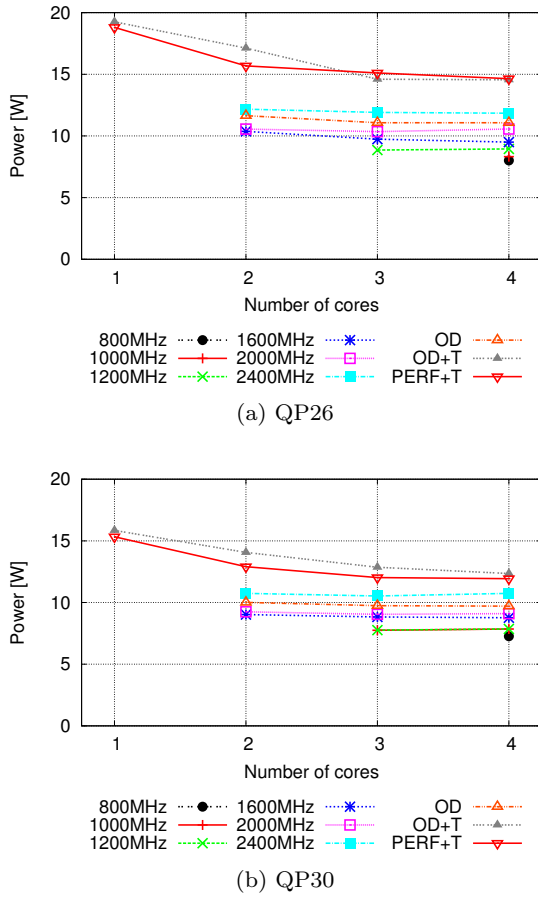 20
15
10
5
0
Power [W]
1 2 3 4
Number of cores
800MHz 1600MHz OD
1000MHz 2000MHz OD+T
1200MHz 2400MHz PERF+T
(a) QP26
20
15
10
5
0
Power [W]
1 2 3 4
Number of cores
800MHz 1600MHz OD
1000MHz 2000MHz OD+T
1200MHz 2400MHz PERF+T
(b) QP30